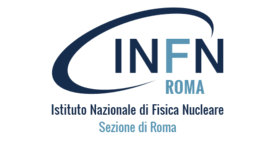 INFN
ROMA
Istituto Nazionale di Fisica Nucleare
Sezione di Roma